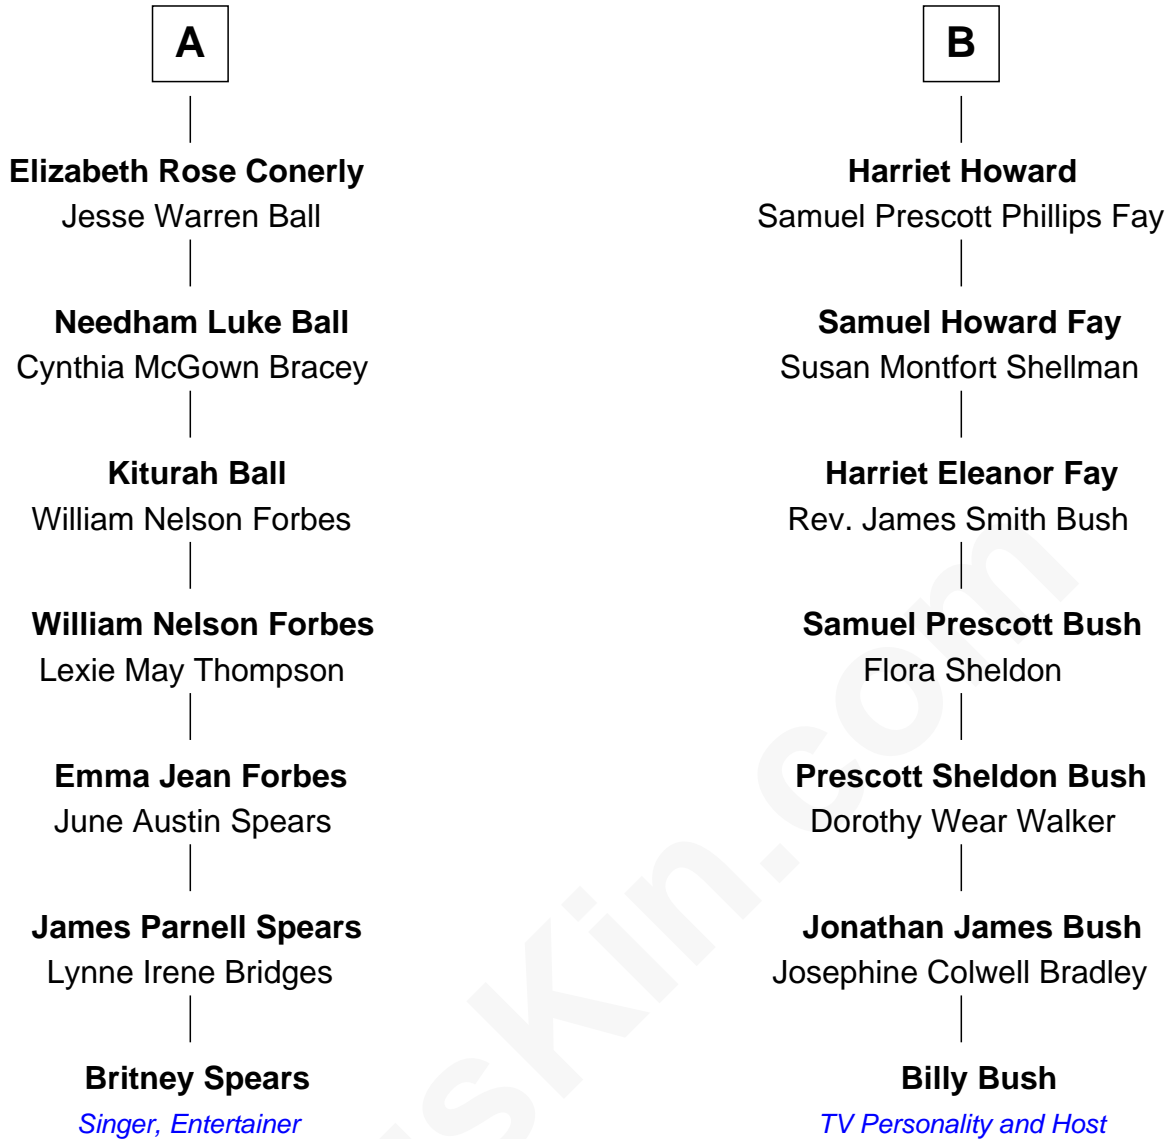 A
B
Elizabeth Rose Conerly
Jesse Warren Ball
Harriet Howard
Samuel Prescott Phillips Fay
Needham Luke Ball
Cynthia McGown Bracey
Samuel Howard Fay
Susan Montfort Shellman
Kiturah Ball
William Nelson Forbes
Harriet Eleanor Fay
Rev. James Smith Bush
William Nelson Forbes
Lexie May Thompson
Samuel Prescott Bush
Flora Sheldon
Emma Jean Forbes
June Austin Spears
Prescott Sheldon Bush
Dorothy Wear Walker
James Parnell Spears
Lynne Irene Bridges
Jonathan James Bush
Josephine Colwell Bradley
Britney Spears
Singer, Entertainer
Billy Bush
TV Personality and Host